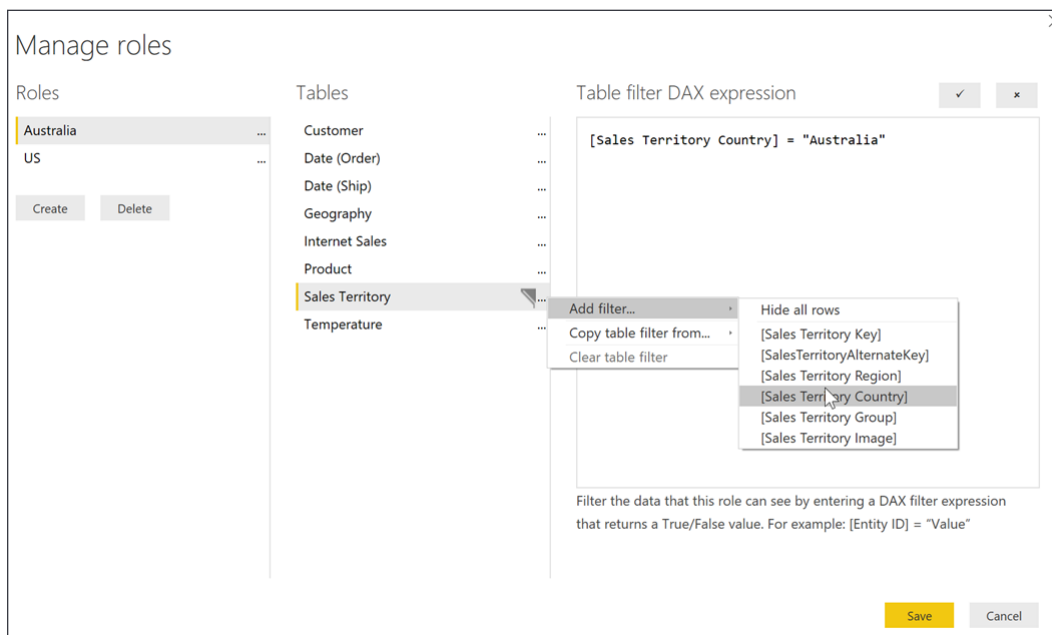 Manage roles
Roles
Australia
...
US
...
Create
Delete
Tables
Customer
...
Date (Order)
...
Date (Ship)
...
Geography
...
Internet Sales
...
Product
...
Sales Territory
...
Temperature
...
Table filter DAX expression
[Sales Territory Country] = "Australia"
Add filter...
Copy table filter from...
Clear table filter
Hide all rows
[Sales Territory Key]
[SalesTerritoryAlternateKey]
[Sales Territory Region]
[Sales Territory Country]
[Sales Territory Group]
[Sales Territory Image]
Filter the data that this role can see by entering a DAX filter expression
that returns a True/False value. For example: [Entity ID] = “Value”
Save
Cancel